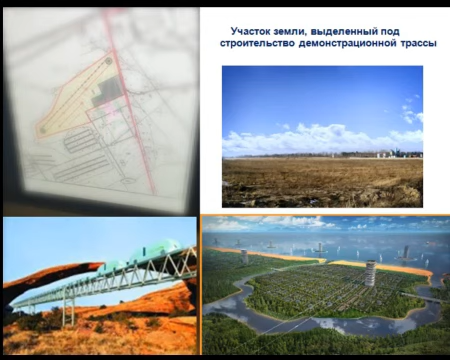 Участок земли, выделенный под
строительство демонстрационной трассы